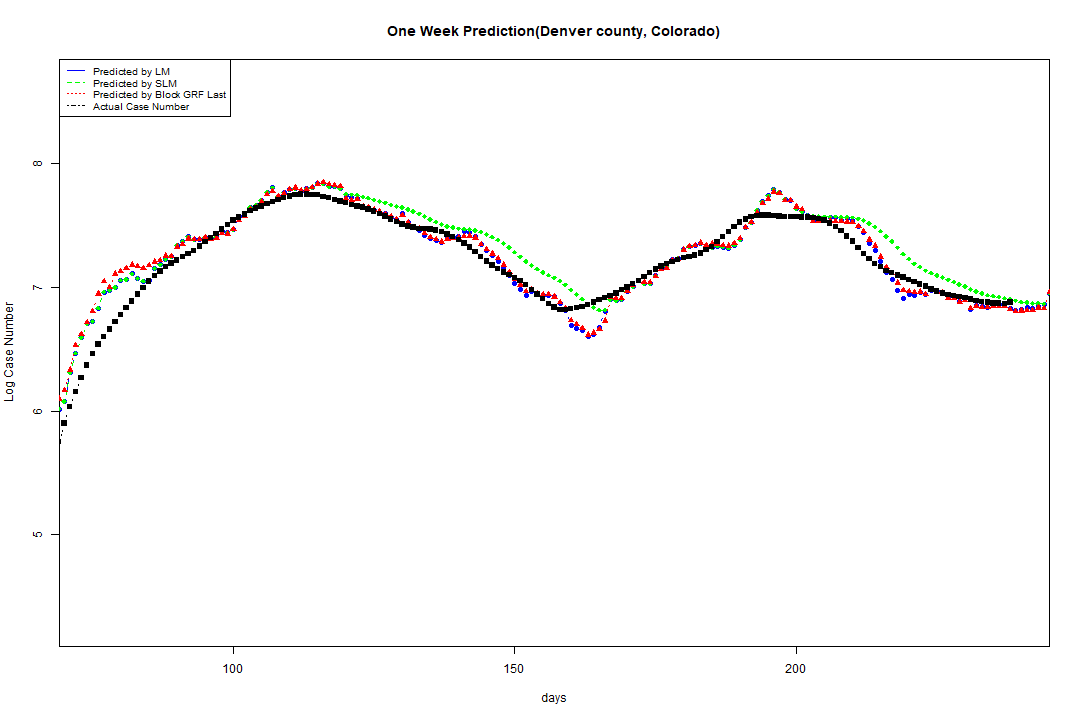 One Week Prediction(Denver county, Colorado)
Predicted by LM
Predicted by SLM
Predicted by Block GRF Last
Actual Case Number
8
7
6
5
Log Case Number
100 150 200
days